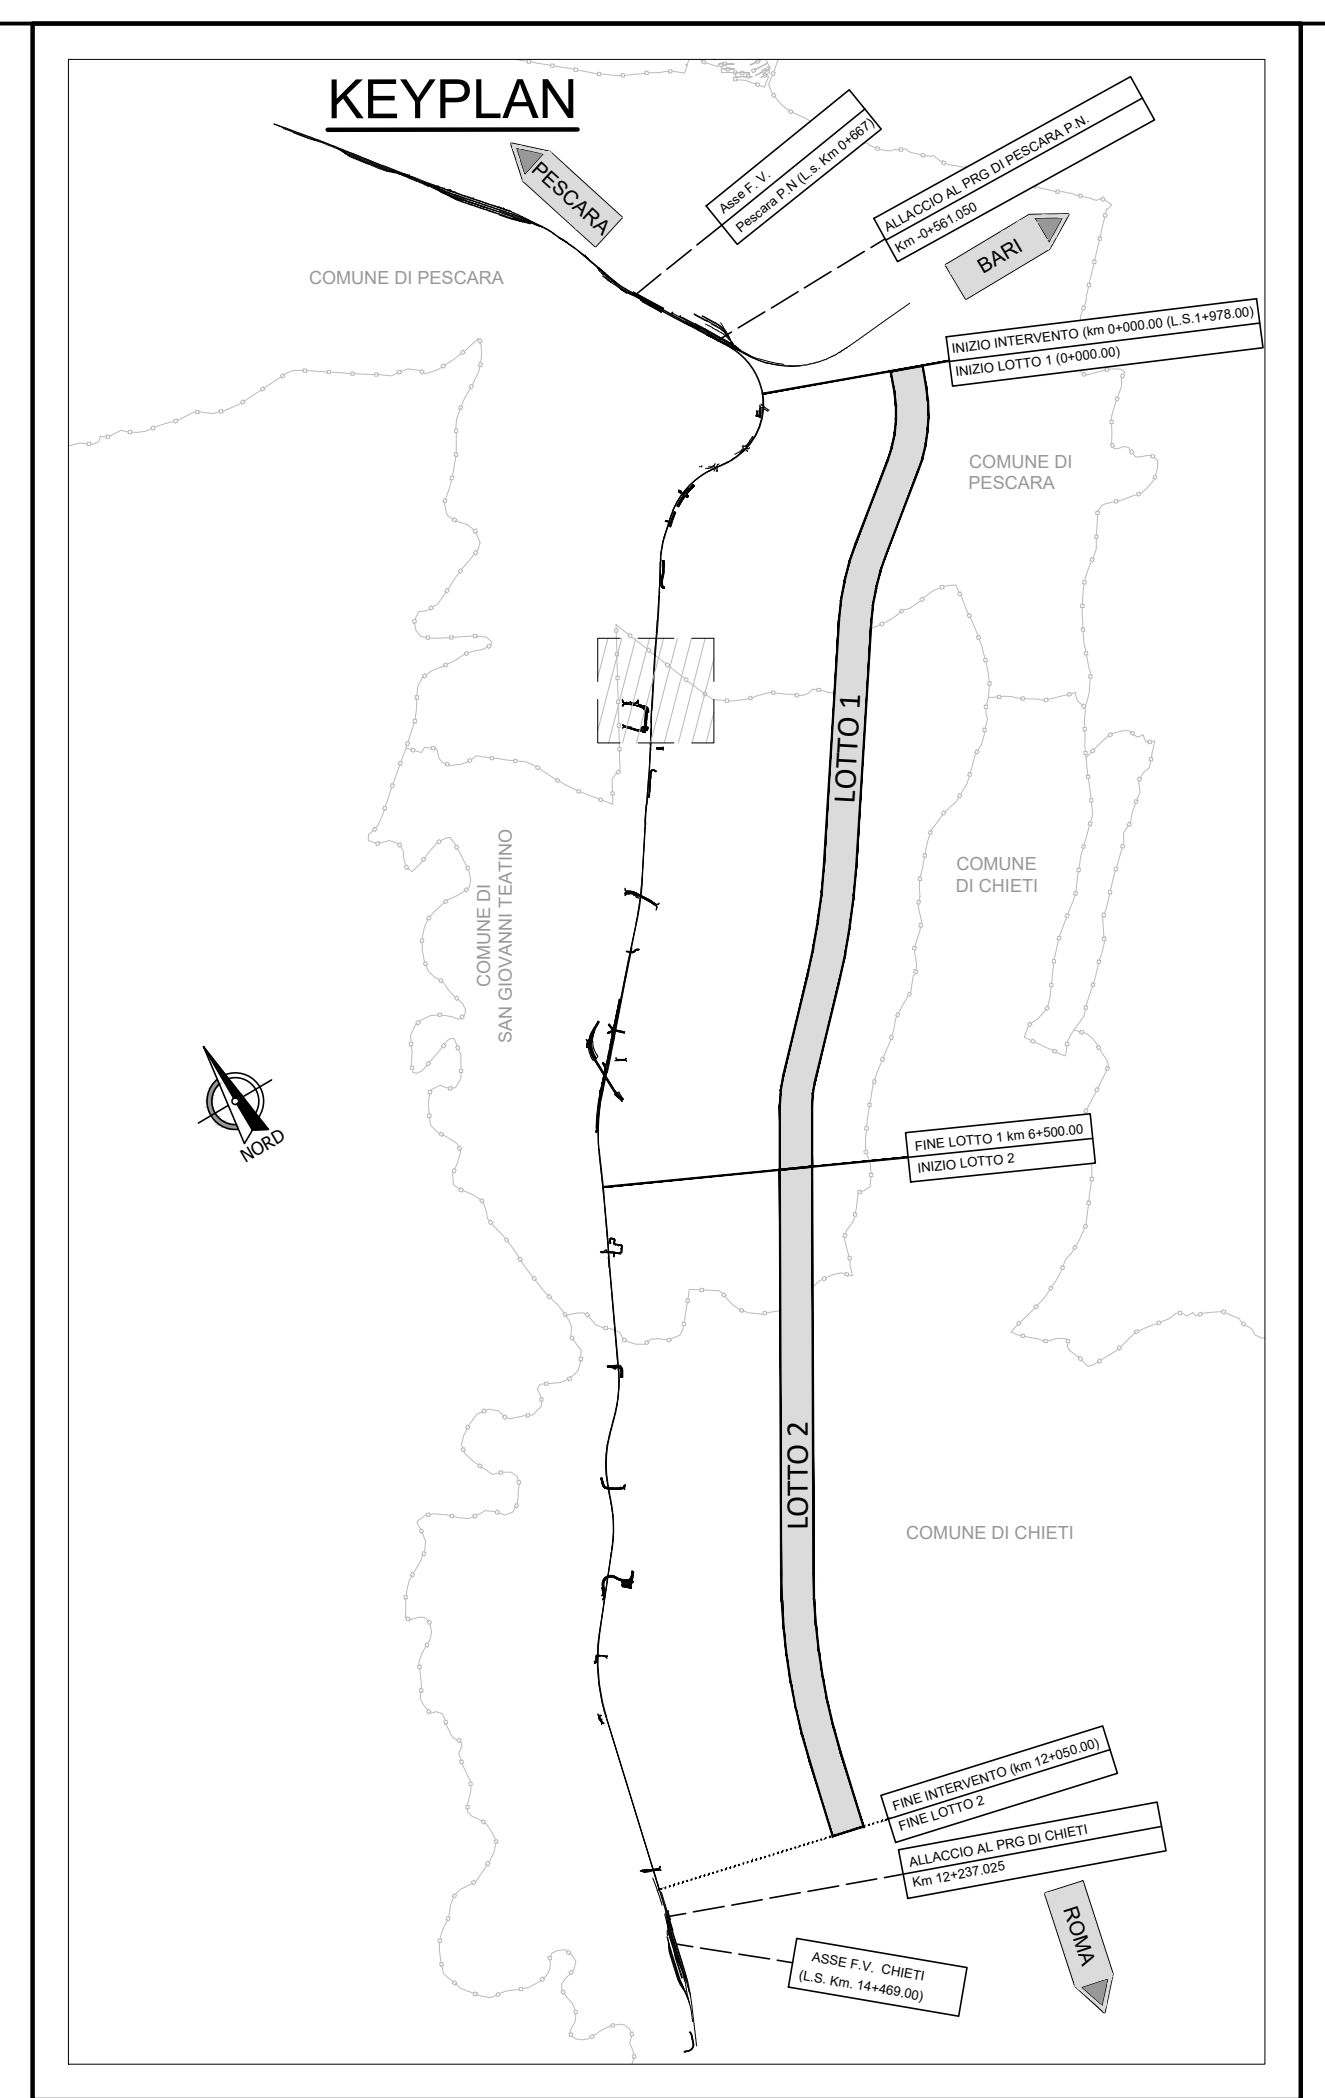 KEYPLAN
PESCARA
Asse F. V.
Pescara P.N (L.s. Km 0+667)
ALLACCIO AL PRG DI PESCARA P.N.
Km -0+561.050
BARI
COMUNE DI PESCARA
INIZIO INTERVENTO (km 0+000.00 (L.S.1+978.00)
INIZIO LOTTO 1 (0+000.00)
COMUNE DI
PESCARA
LOTTO 1
COMUNE DI
SAN GIOVANNI TEATINO
COMUNE
DI CHIETI
NORD
FINE LOTTO 1 km 6+500.00
INIZIO LOTTO 2
LOTTO 2
COMUNE DI CHIETI
FINE INTERVENTO (km 12+050.00)
FINE LOTTO 2
ALLACCIO AL PRG DI CHIETI
Km 12+237.025
ROMA
ASSE F.V. CHIETI
(L.S. Km. 14+469.00)